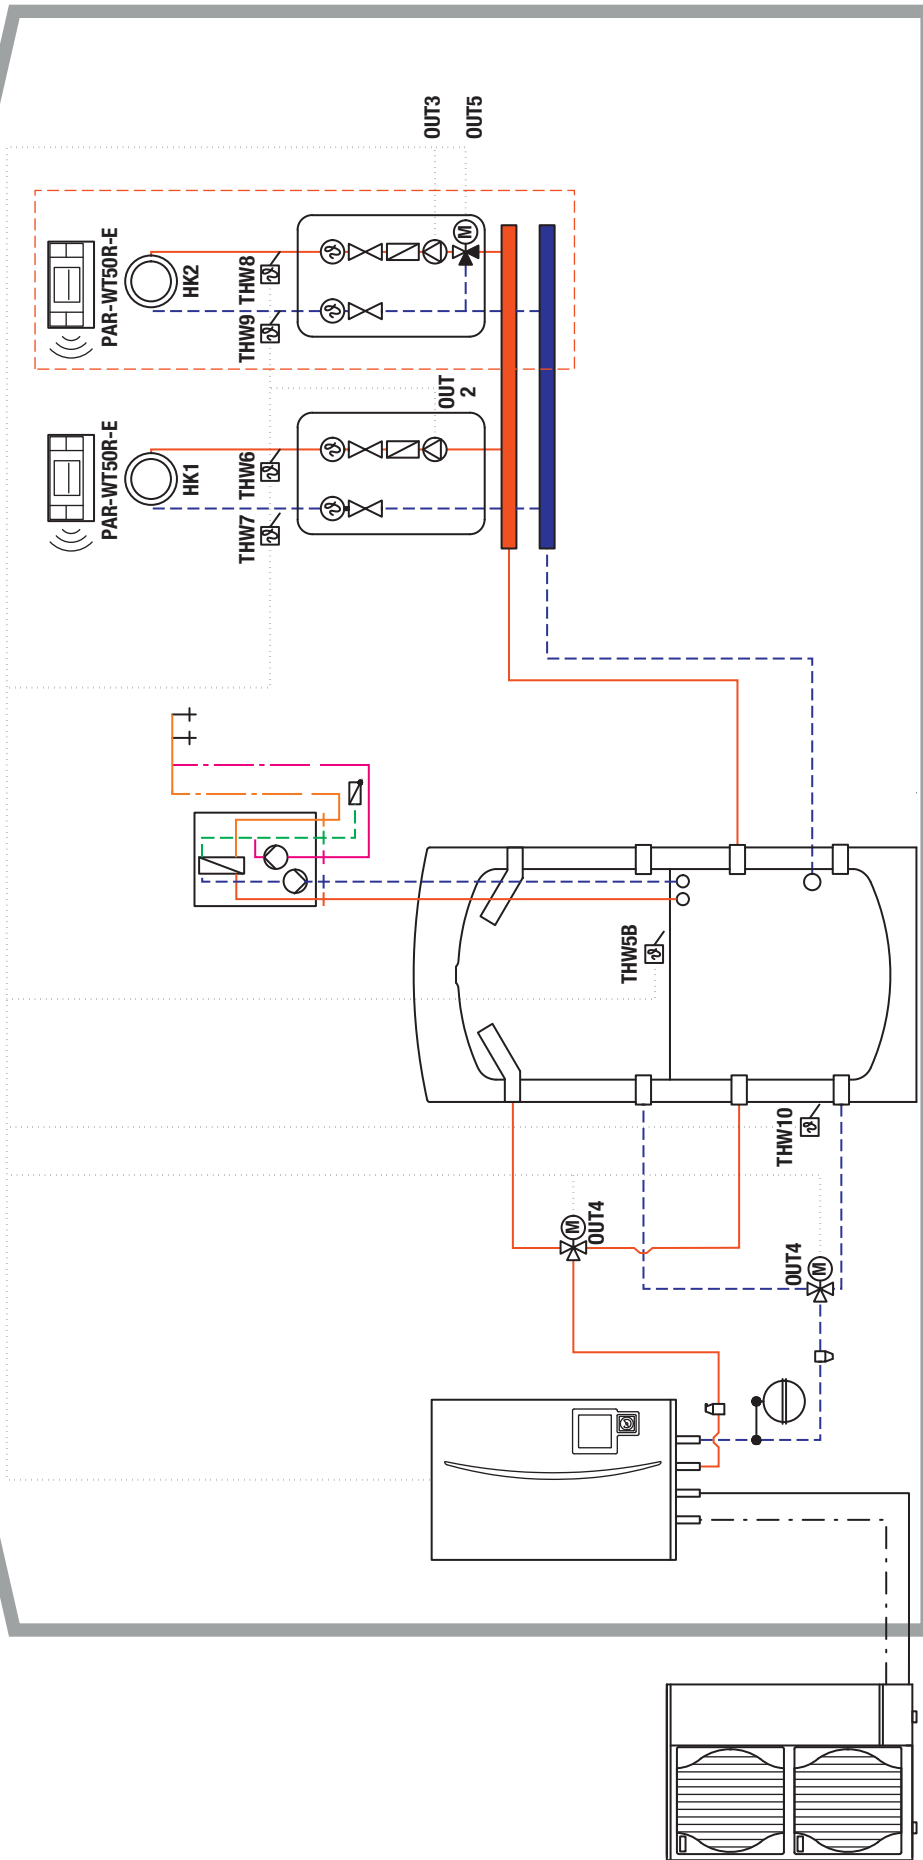 OUT4
OUT4
THW10
THW5B
PAR-WT50R-E
HK1
THW7
THW6
OUT
2
PAR-WT50R-E
HK2
THW9
THW8
OUT3
OUT5
M
M
M